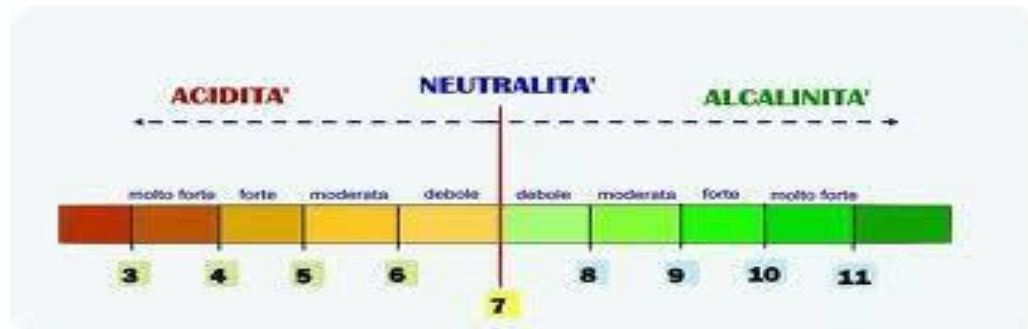 ACIDITA' NEUTRALITA' ALCALINITA'
molto forte forte moderata debole debole moderata forte molto forte
3 4 5 6 7 8 9 10 11